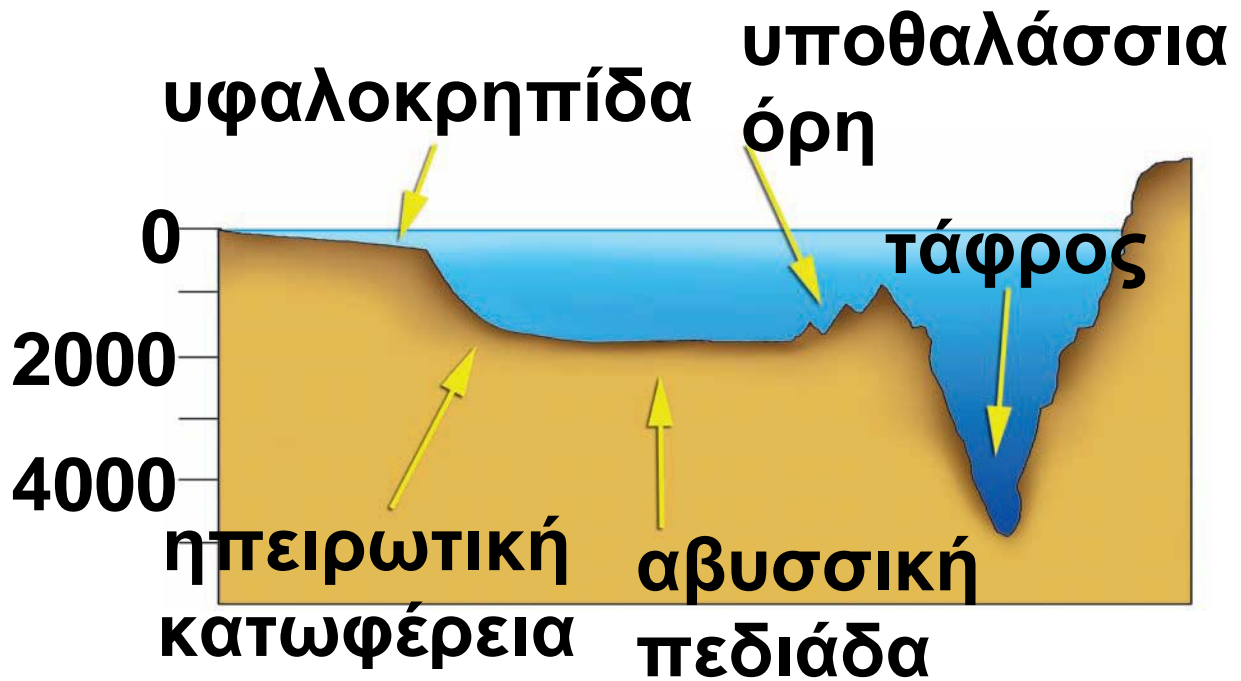 υποθαλάσσια
όρη
υφαλοκρηπίδα
0
τάφρος
2000
4000
ηπειρωτική
κατωφέρεια
αβυσσική
πεδιάδα